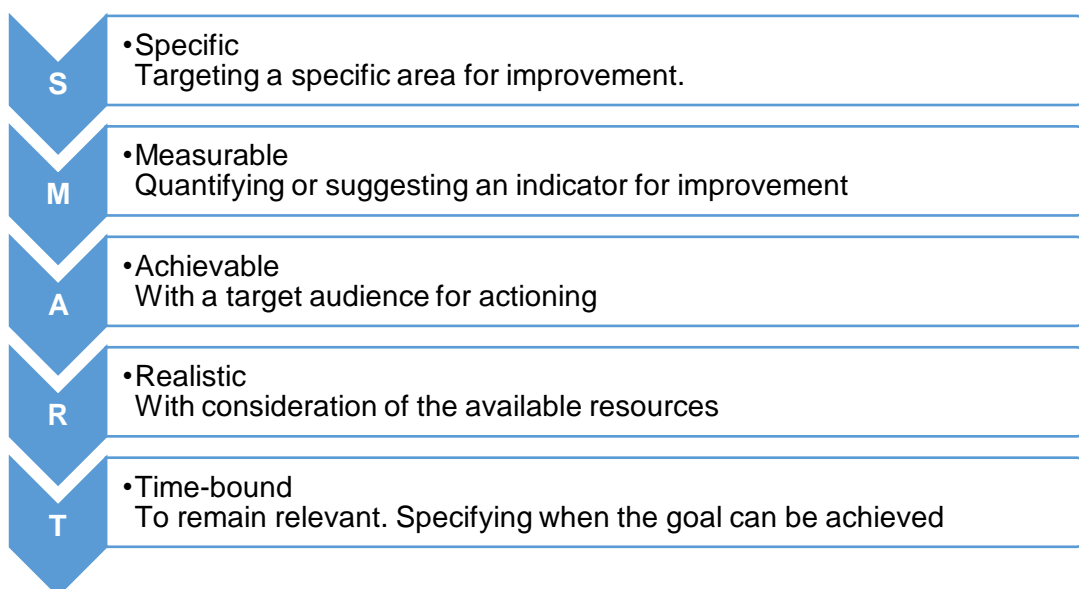 S
•Specific
Targeting a specific area for improvement.
M
•Measurable
Quantifying or suggesting an indicator for improvement
A
•Achievable
With a target audience for actioning
R
•Realistic
With consideration of the available resources
T
•Time-bound
To remain relevant. Specifying when the goal can be achieved